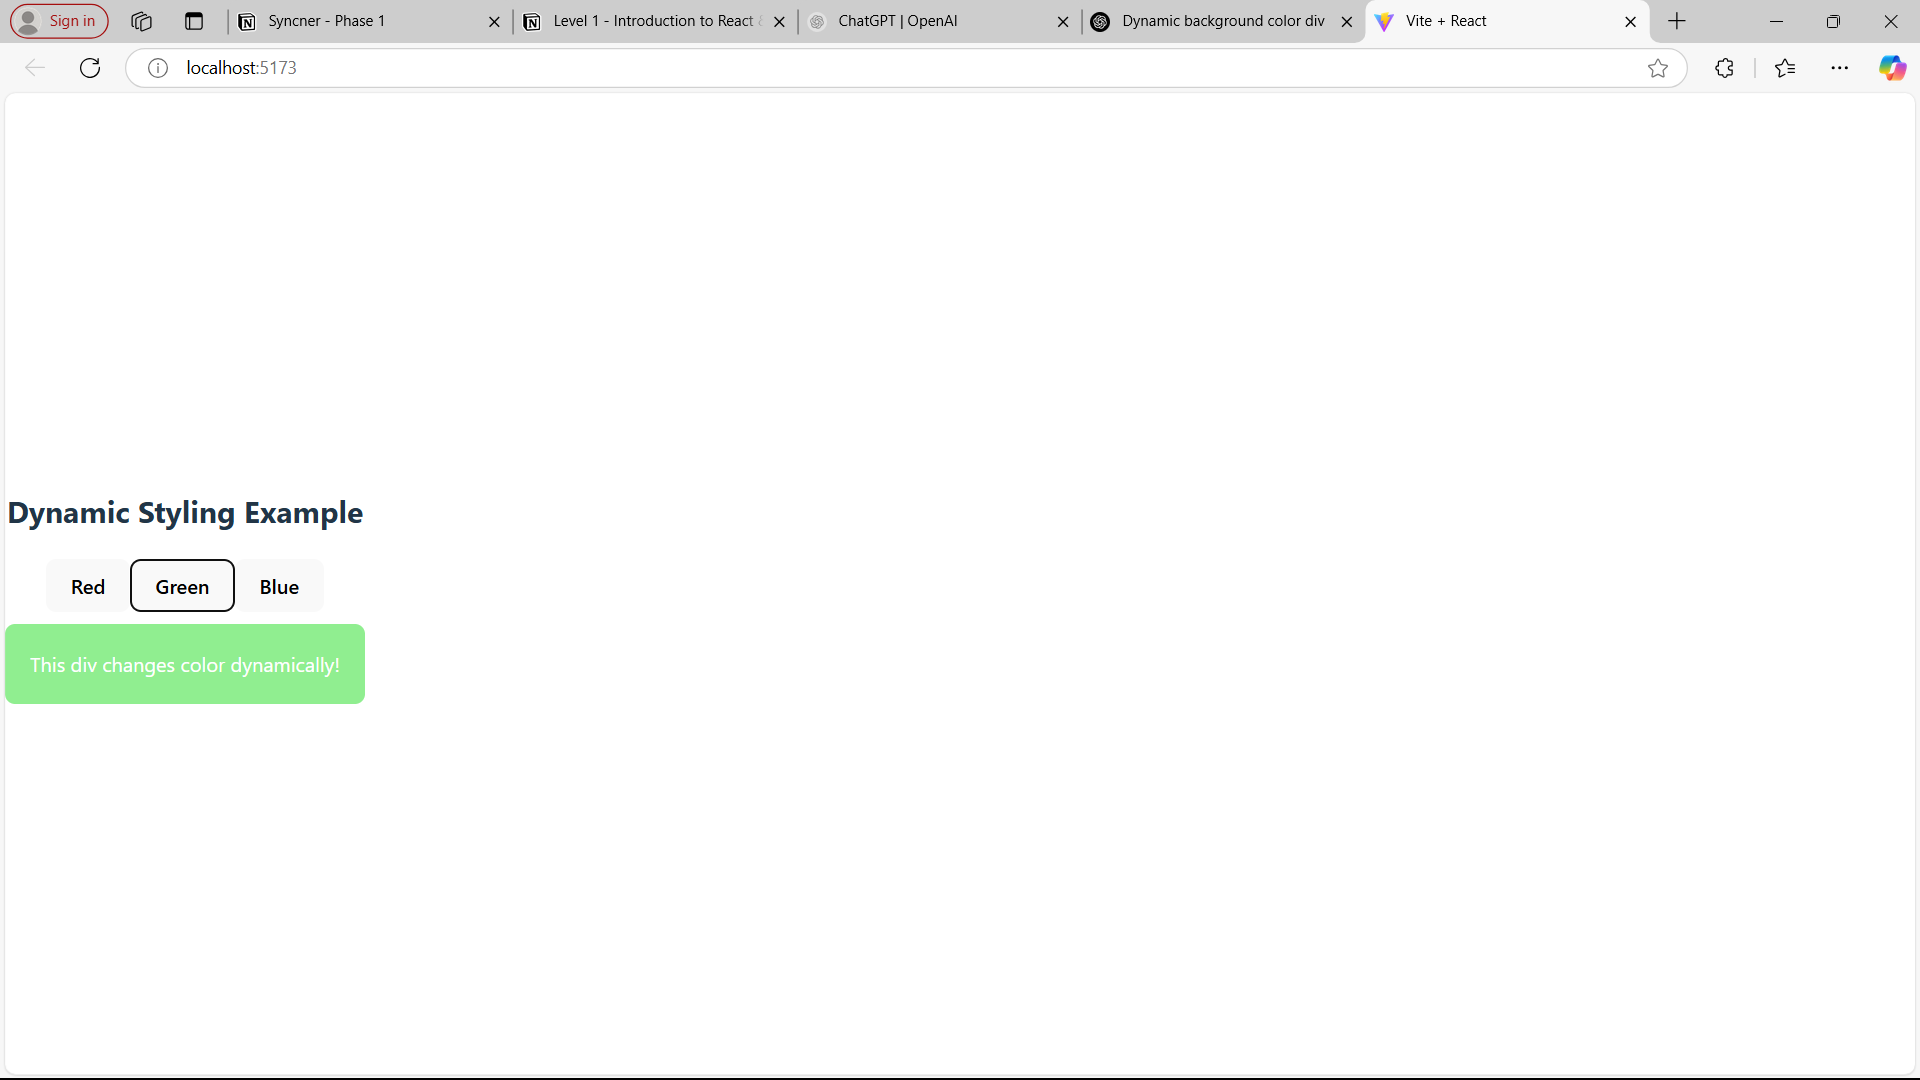 Sign in
Syncner - Phase 1
Level 1 - Introduction to React
ChatGPT | OpenAI
Dynamic background color div
Vite + React
localhost:5173
Dynamic Styling Example
Red Green Blue
This div changes color dynamically!